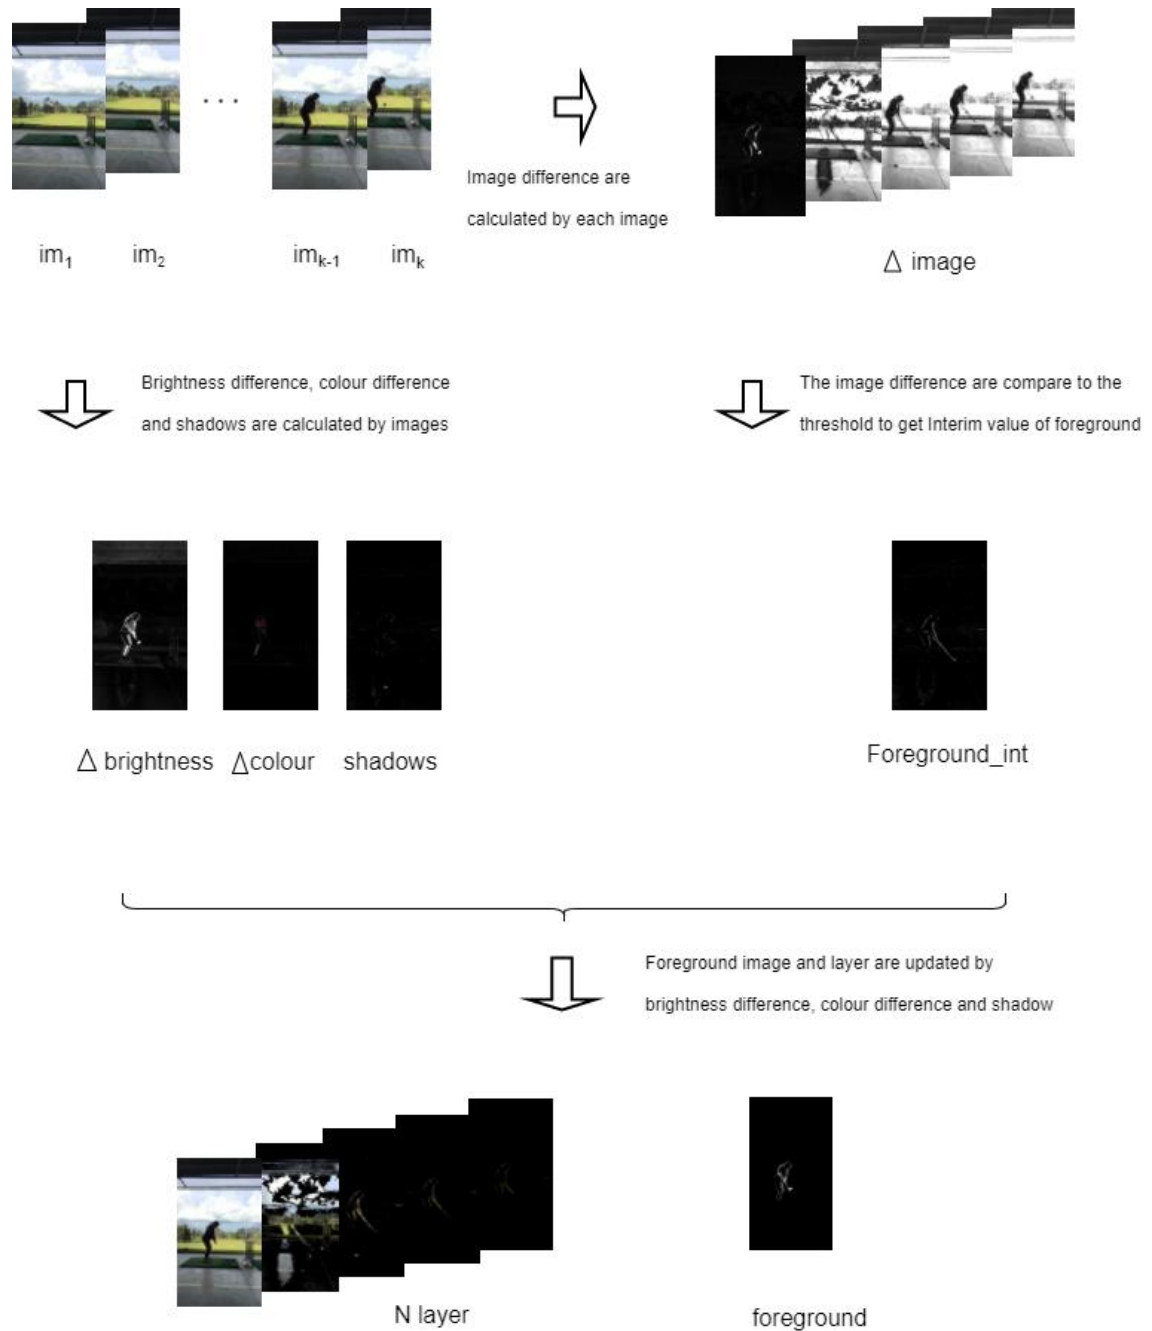 . . .
Image difference are
calculated by each image
im1
im2
imk-1
imk
Δ image
Brightness difference, colour difference
and shadows are calculated by images
The image difference are compare to the
threshold to get Interim value of foreground
Δ brightness
Δcolour
shadows
Foreground_int
Foreground image and layer are updated by
brightness difference, colour difference and shadow
N layer
foreground